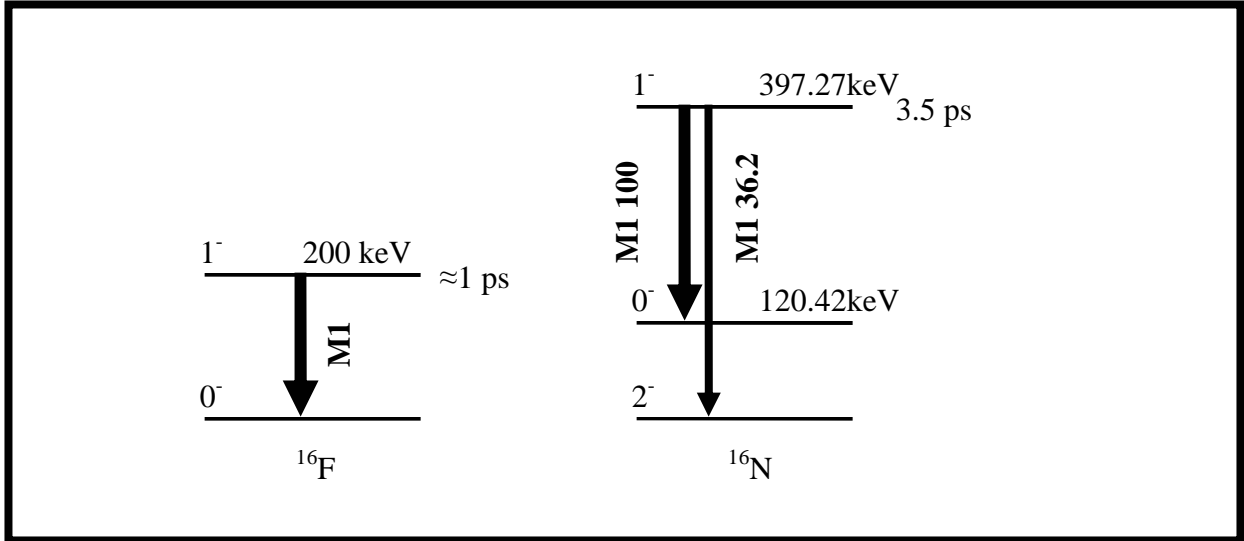 1⁻ 397.27keV
3.5 ps
M1 100
M1 36.2
1⁻ 200 keV
≈1 ps
M1
0⁻ 120.42keV
0⁻
2⁻
¹⁶F
¹⁶N